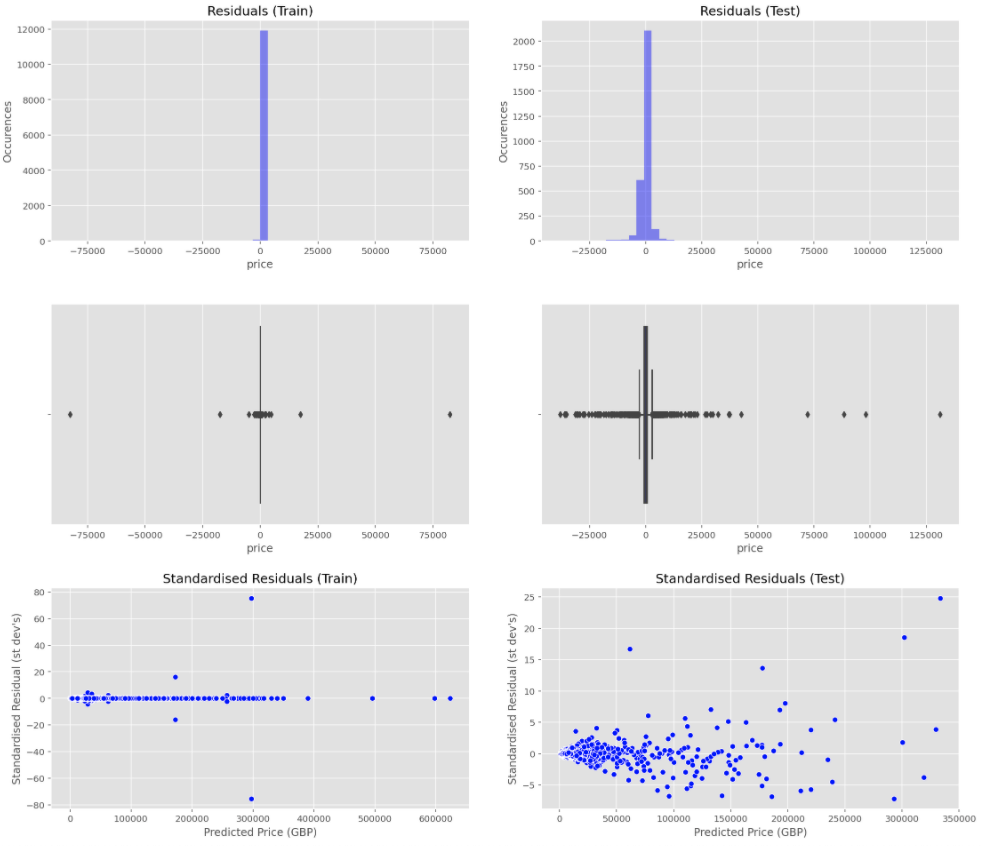 Residuals (Train)
Occurences
12000
10000
8000
6000
4000
2000
0
−75000 −50000 −25000 0 25000 50000 75000
price
Residuals (Test)
Occurences
2000
1750
1500
1250
1000
750
500
250
0
−25000 0 25000 50000 75000 100000 125000
price
−75000 −50000 −25000 0 25000 50000 75000
price
−25000 0 25000 50000 75000 100000 125000
price
Standardised Residuals (Train)
Standardised Residual (st dev's)
80
60
40
20
0
−20
−40
−60
−80
0 100000 200000 300000 400000 500000 600000
Predicted Price (GBP)
Standardised Residuals (Test)
Standardised Residual (st dev's)
25
20
15
10
5
0
−5
0 50000 100000 150000 200000 250000 300000 350000
Predicted Price (GBP)